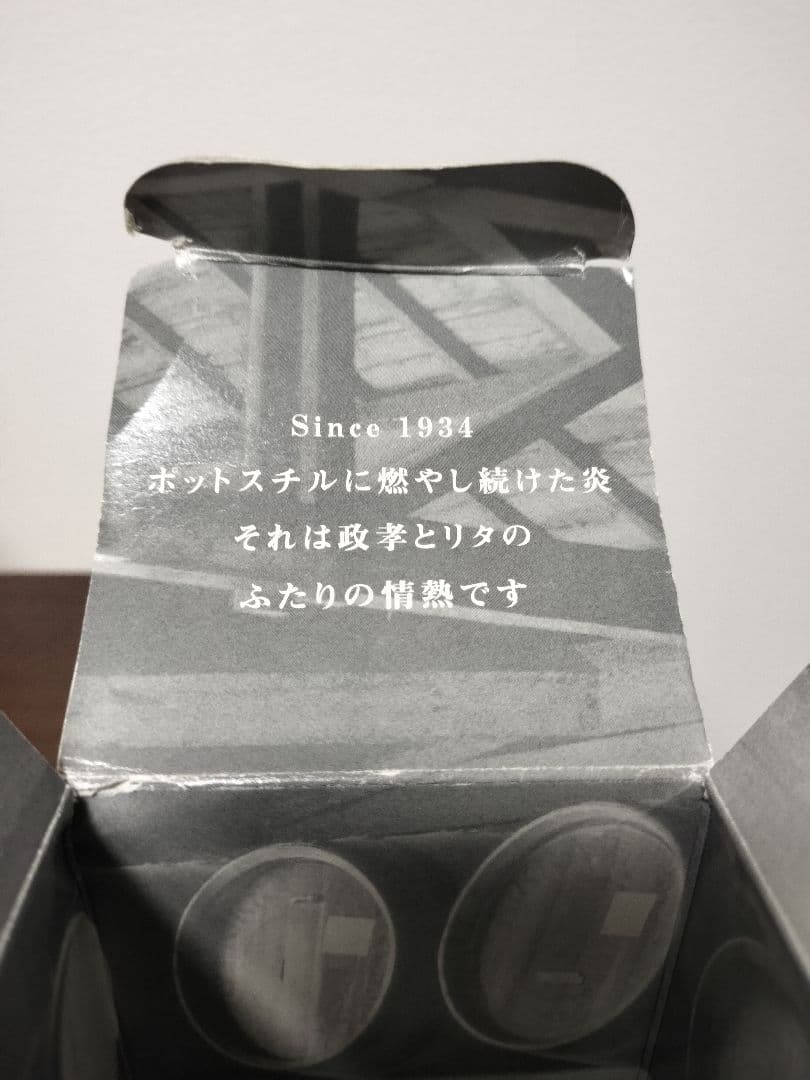 Since 1934
ポットスチルに燃やし続けた炎
それは政孝とリタの
ふたりの情熱です